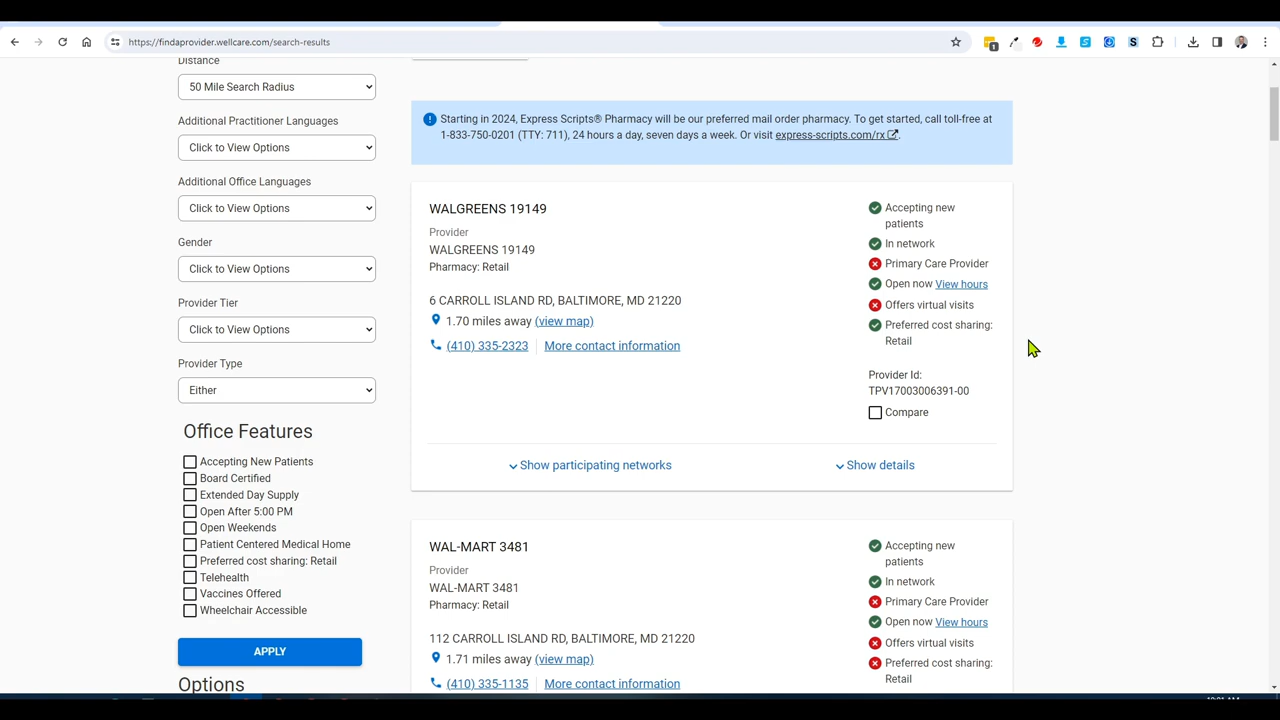 https://findaprovider.wellcare.com/search-results
1
Distance
50 Mile Search Radius
Additional Practitioner Languages
Click to View Options
Additional Office Languages
Click to View Options
Gender
Click to View Options
Provider Tier
Click to View Options
Provider Type
Either
Office Features
Accepting New Patients
Board Certified
Extended Day Supply
Open After 5:00 PM
Open Weekends
Patient Centered Medical Home
Preferred cost sharing: Retail
Telehealth
Vaccines Offered
Wheelchair Accessible
APPLY
Options
Starting in 2024, Express Scripts® Pharmacy will be our preferred mail order pharmacy. To get started, call toll-free at
1-833-750-0201 (TTY: 711), 24 hours a day, seven days a week. Or visit express-scripts.com/rx.
WALGREENS 19149
Provider
WALGREENS 19149
Pharmacy: Retail
6 CARROLL ISLAND RD, BALTIMORE, MD 21220
1.70 miles away (view map)
(410) 335-2323 More contact information
Accepting new
patients
In network
Primary Care Provider
Open now View hours
Offers virtual visits
Preferred cost sharing:
Retail
Provider Id:
TPV17003006391-00
Compare
Show participating networks
Show details
WAL-MART 3481
Provider
WAL-MART 3481
Pharmacy: Retail
112 CARROLL ISLAND RD, BALTIMORE, MD 21220
1.71 miles away (view map)
(410) 335-1135 More contact information
Accepting new
patients
In network
Primary Care Provider
Open now View hours
Offers virtual visits
Preferred cost sharing:
Retail